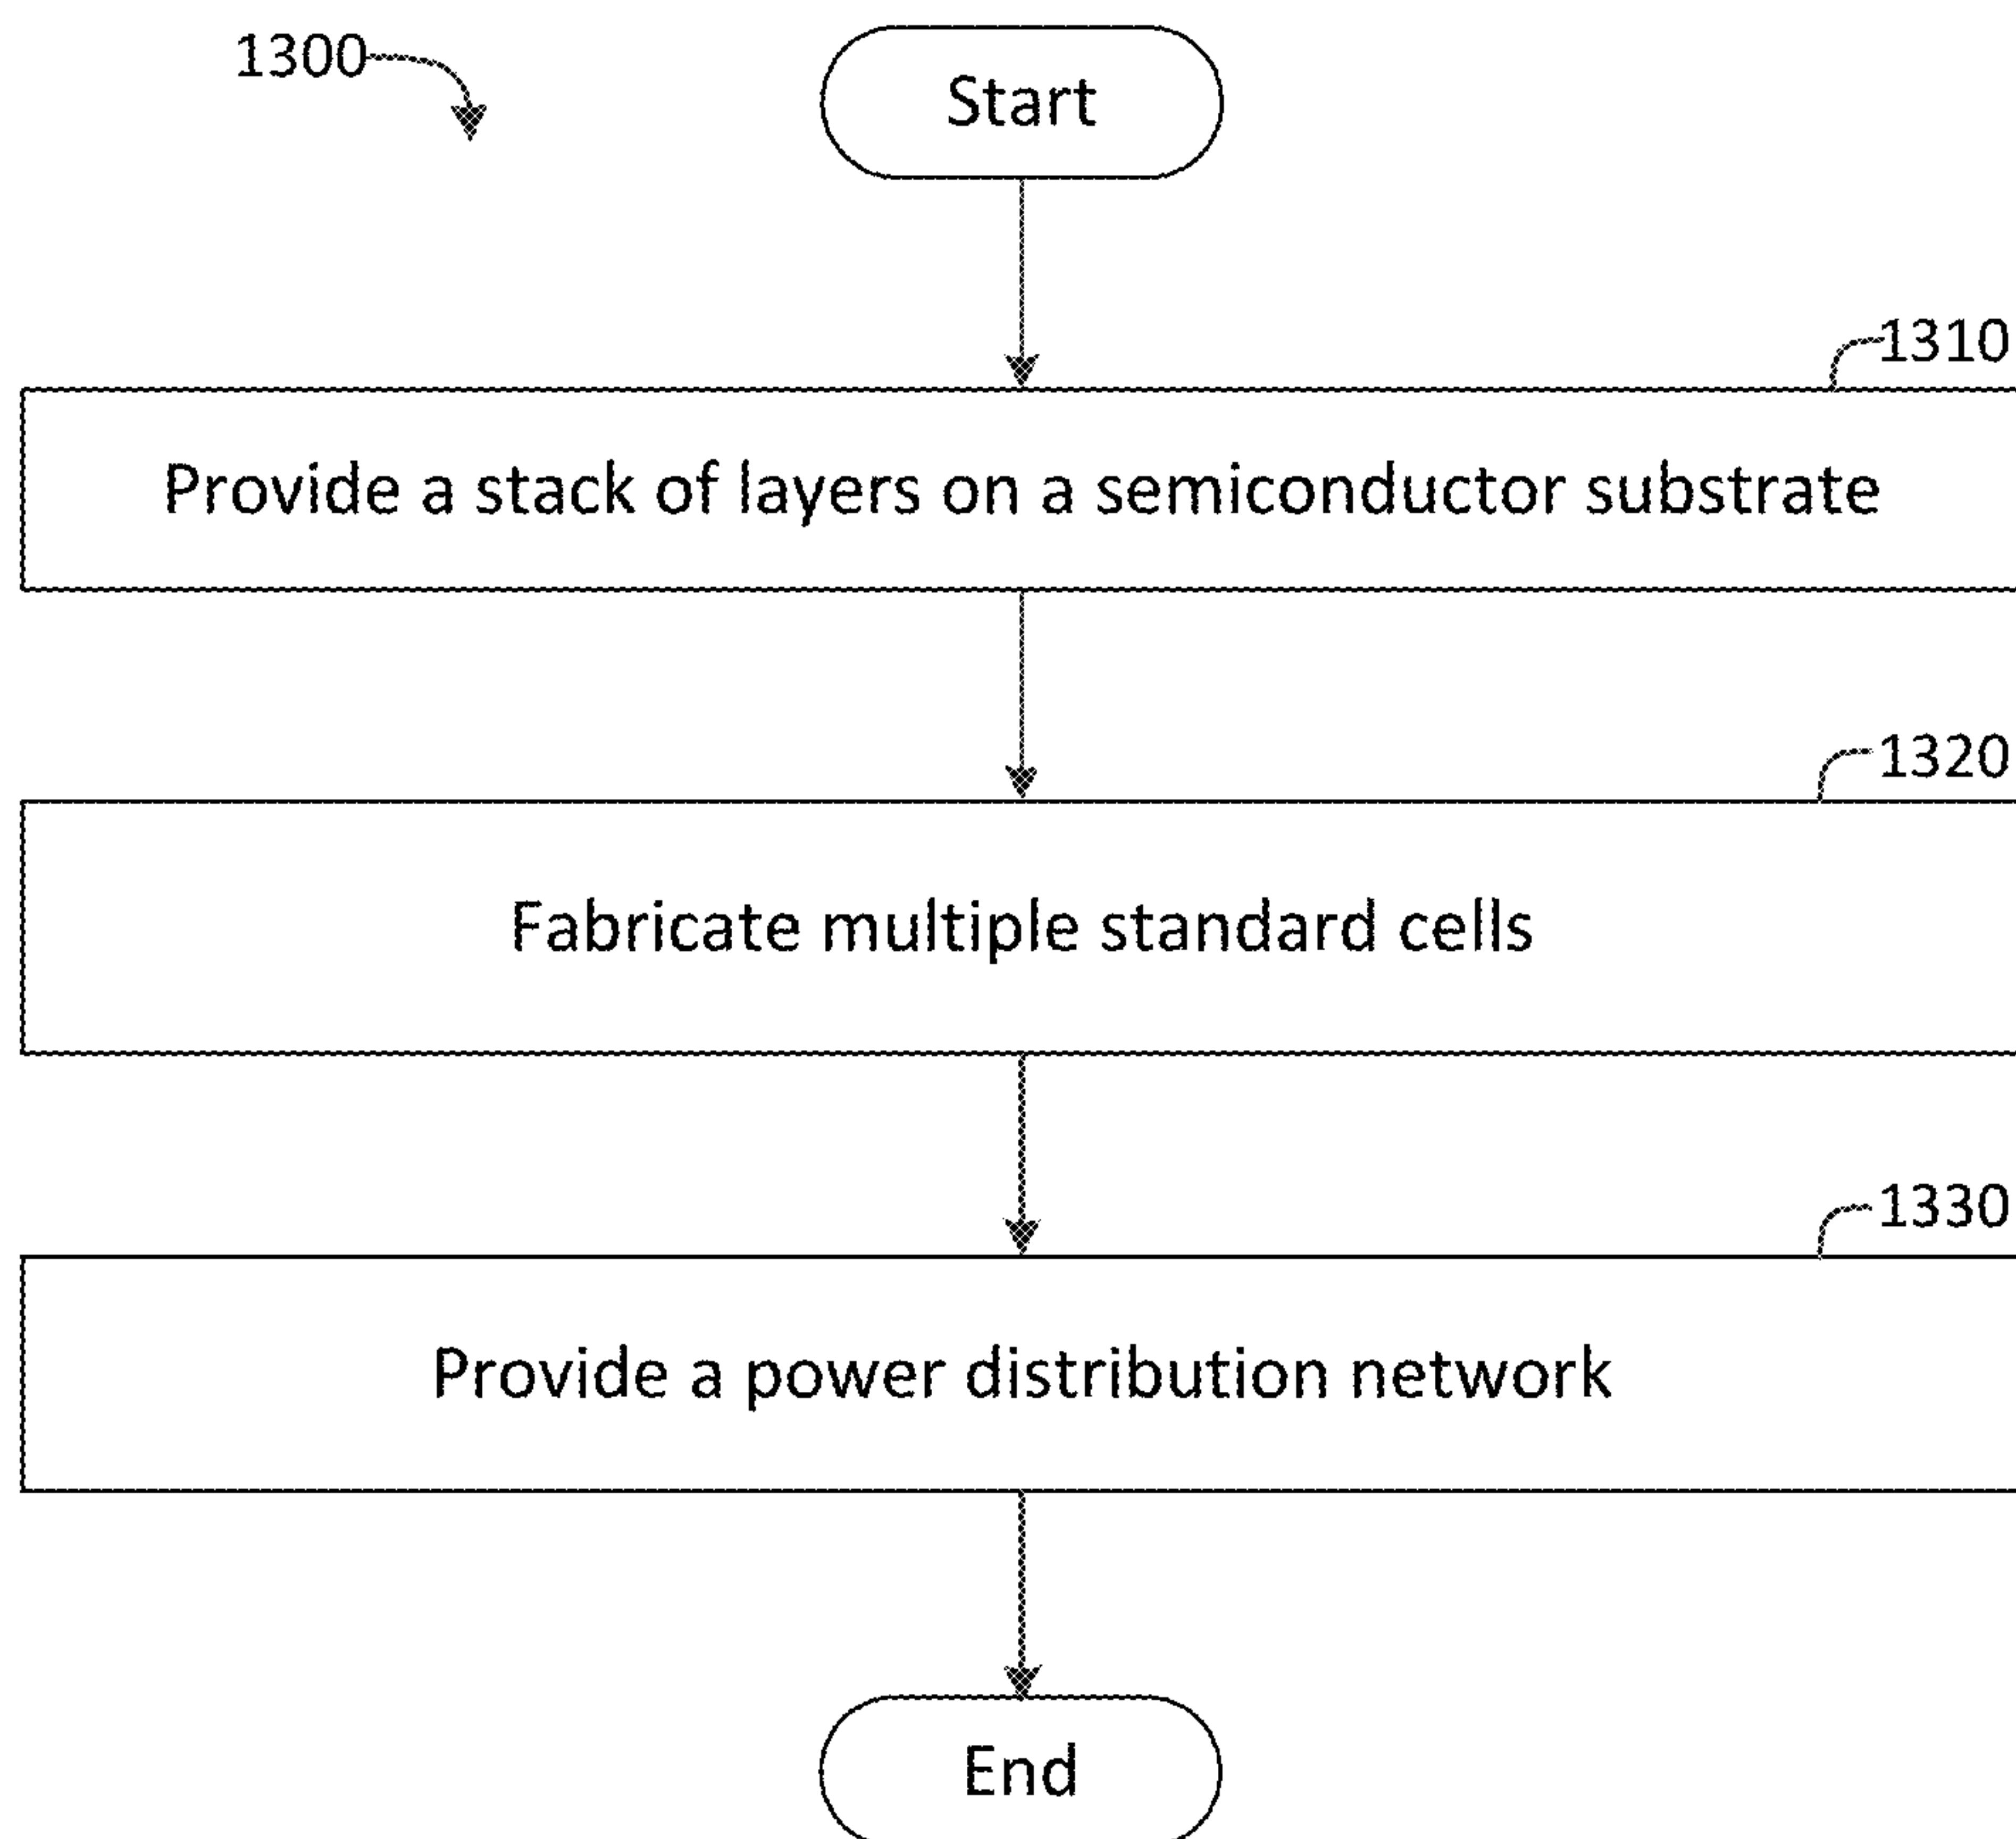 1300
Start
1310
Provide a stack of layers on a semiconductor substrate
1320
Fabricate multiple standard cells
1330
Provide a power distribution network
End